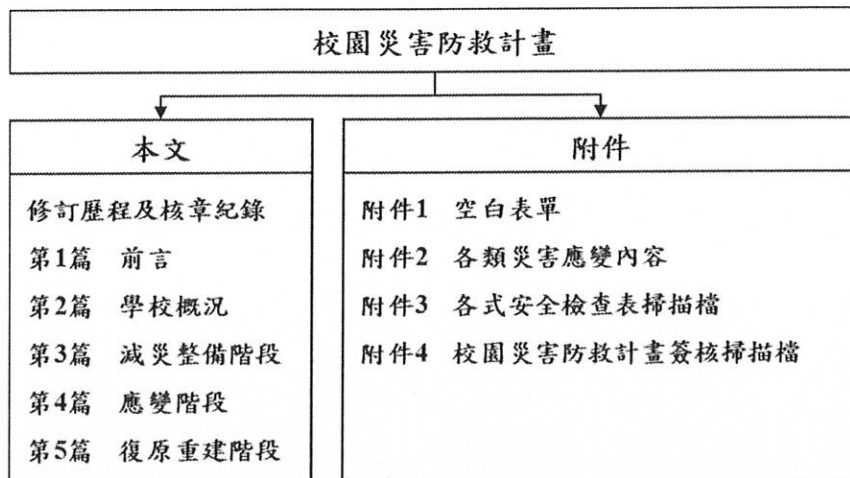 校園災害防救計畫
本文
修訂歷程及核章紀錄
第1篇 前言
第2篇 學校概況
第3篇 減災整備階段
第4篇 應變階段
第5篇 復原重建階段
附件
附件1 空白表單
附件2 各類災害應變內容
附件3 各式安全檢查表掃描檔
附件4 校園災害防救計畫簽核掃描檔